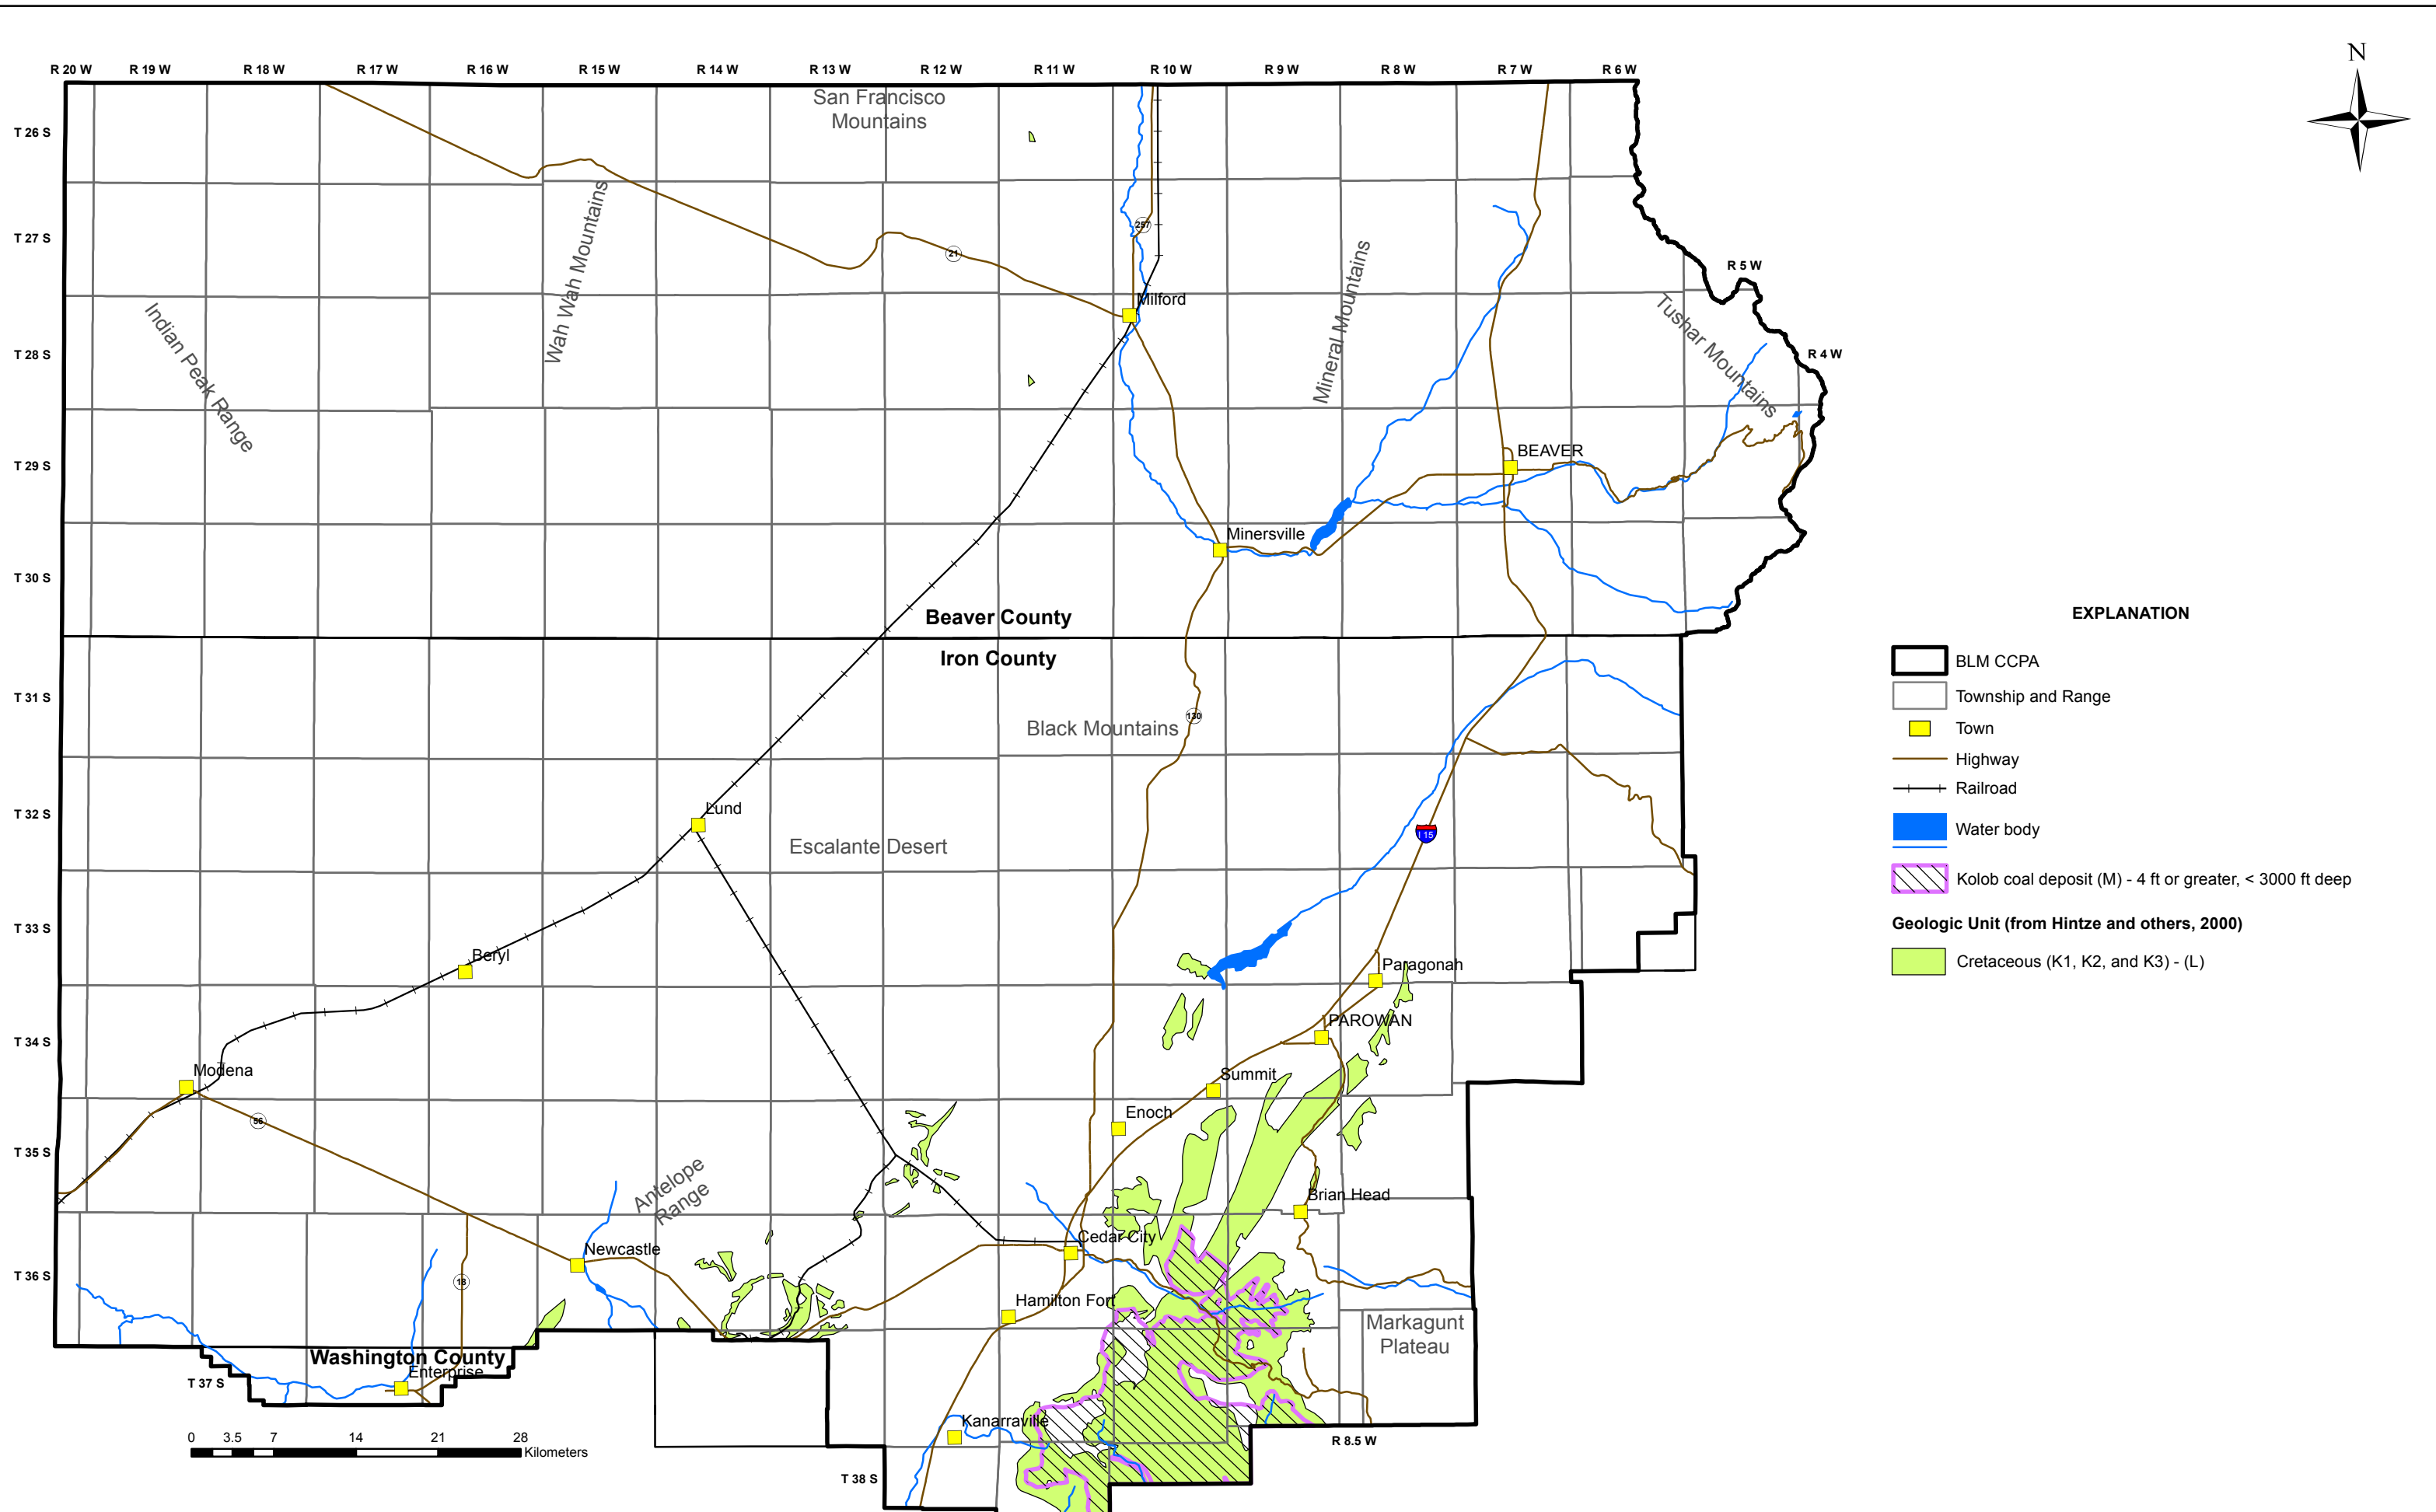 N
R 20 W R 19 W R 18 W R 17 W R 16 W R 15 W R 14 W R 13 W R 12 W R 11 W R 10 W R 9 W R 8 W R 7 W R 6 W
San Francisco
Mountains
T 26 S
T 27 S
257
21
Wah Wah Mountains
Mineral Mountains
R 5 W
Milford
Indian Peak Range
Tushar Mountains
T 28 S
R 4 W
BEAVER
T 29 S
Minersville
T 30 S
Beaver County
Iron County
T 31 S
130
Black Mountains
T 32 S
Lund
I 15
Escalante Desert
T 33 S
Beryl
Paragonah
PAROWAN
T 34 S
Modena
Summit
Enoch
56
T 35 S
Antelope
Range
Brian Head
Cedar City
Newcastle
T 36 S
18
Hamilton Fort
Markagunt
Plateau
Washington County
Enterprise
T 37 S
Kanarraville
R 8.5 W
T 38 S
0 3.5 7 14 21 28
Kilometers
EXPLANATION
BLM CCPA
Township and Range
Town
Highway
Railroad
Water body
Kolob coal deposit (M) - 4 ft or greater, < 3000 ft deep
Geologic Unit (from Hintze and others, 2000)
Cretaceous (K1, K2, and K3) - (L)